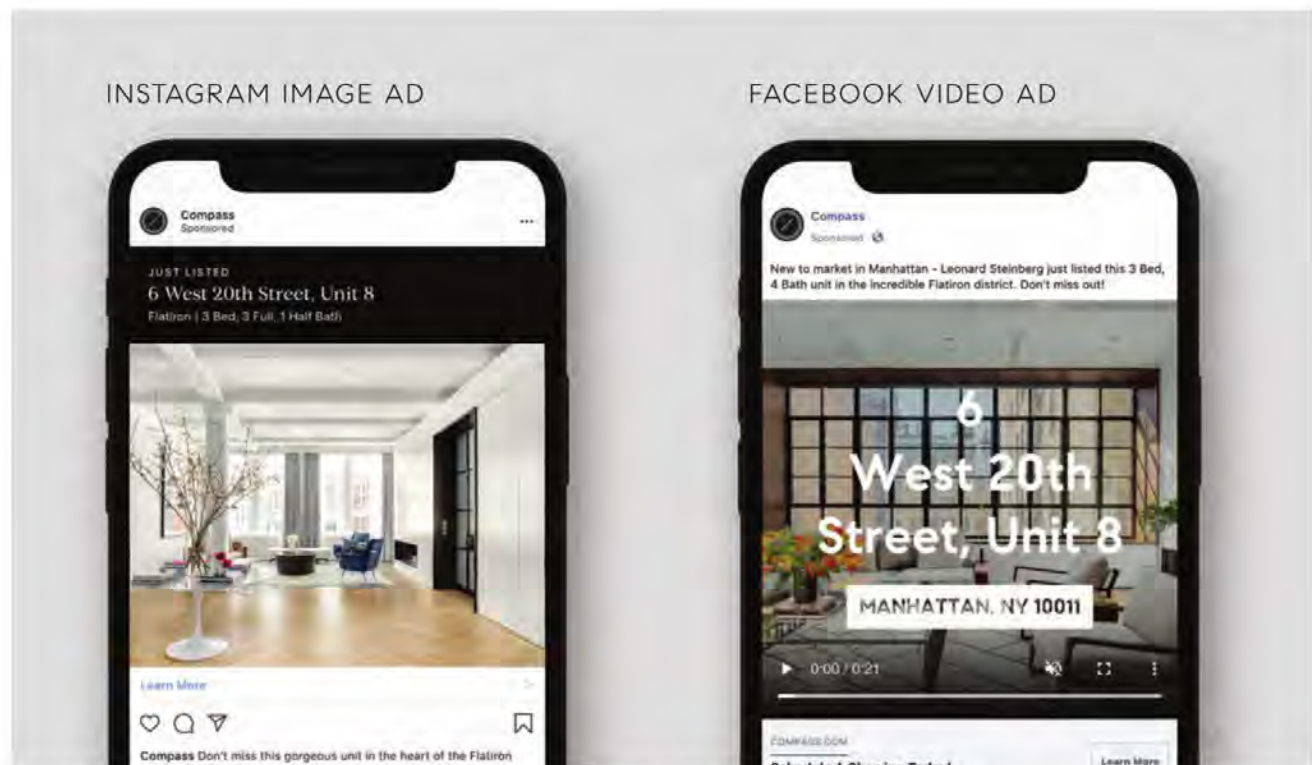 INSTAGRAM IMAGE AD
Compass
Sponsored
JUST LISTED
6 West 20th Street, Unit 8
Flatiron | 3 Bed, 3 Full, 1 Half Bath
Learn More
Compass Don't miss this gorgeous unit in the heart of the Flatiron
FACEBOOK VIDEO AD
Compass
Sponsored
New to market in Manhattan - Leonard Steinberg just listed this 3 Bed,
4 Bath unit in the incredible Flatiron district. Don't miss out!
6
West 20th
Street, Unit 8
MANHATTAN, NY 10011
0:00 / 0:21
COMPASS.COM
Learn More